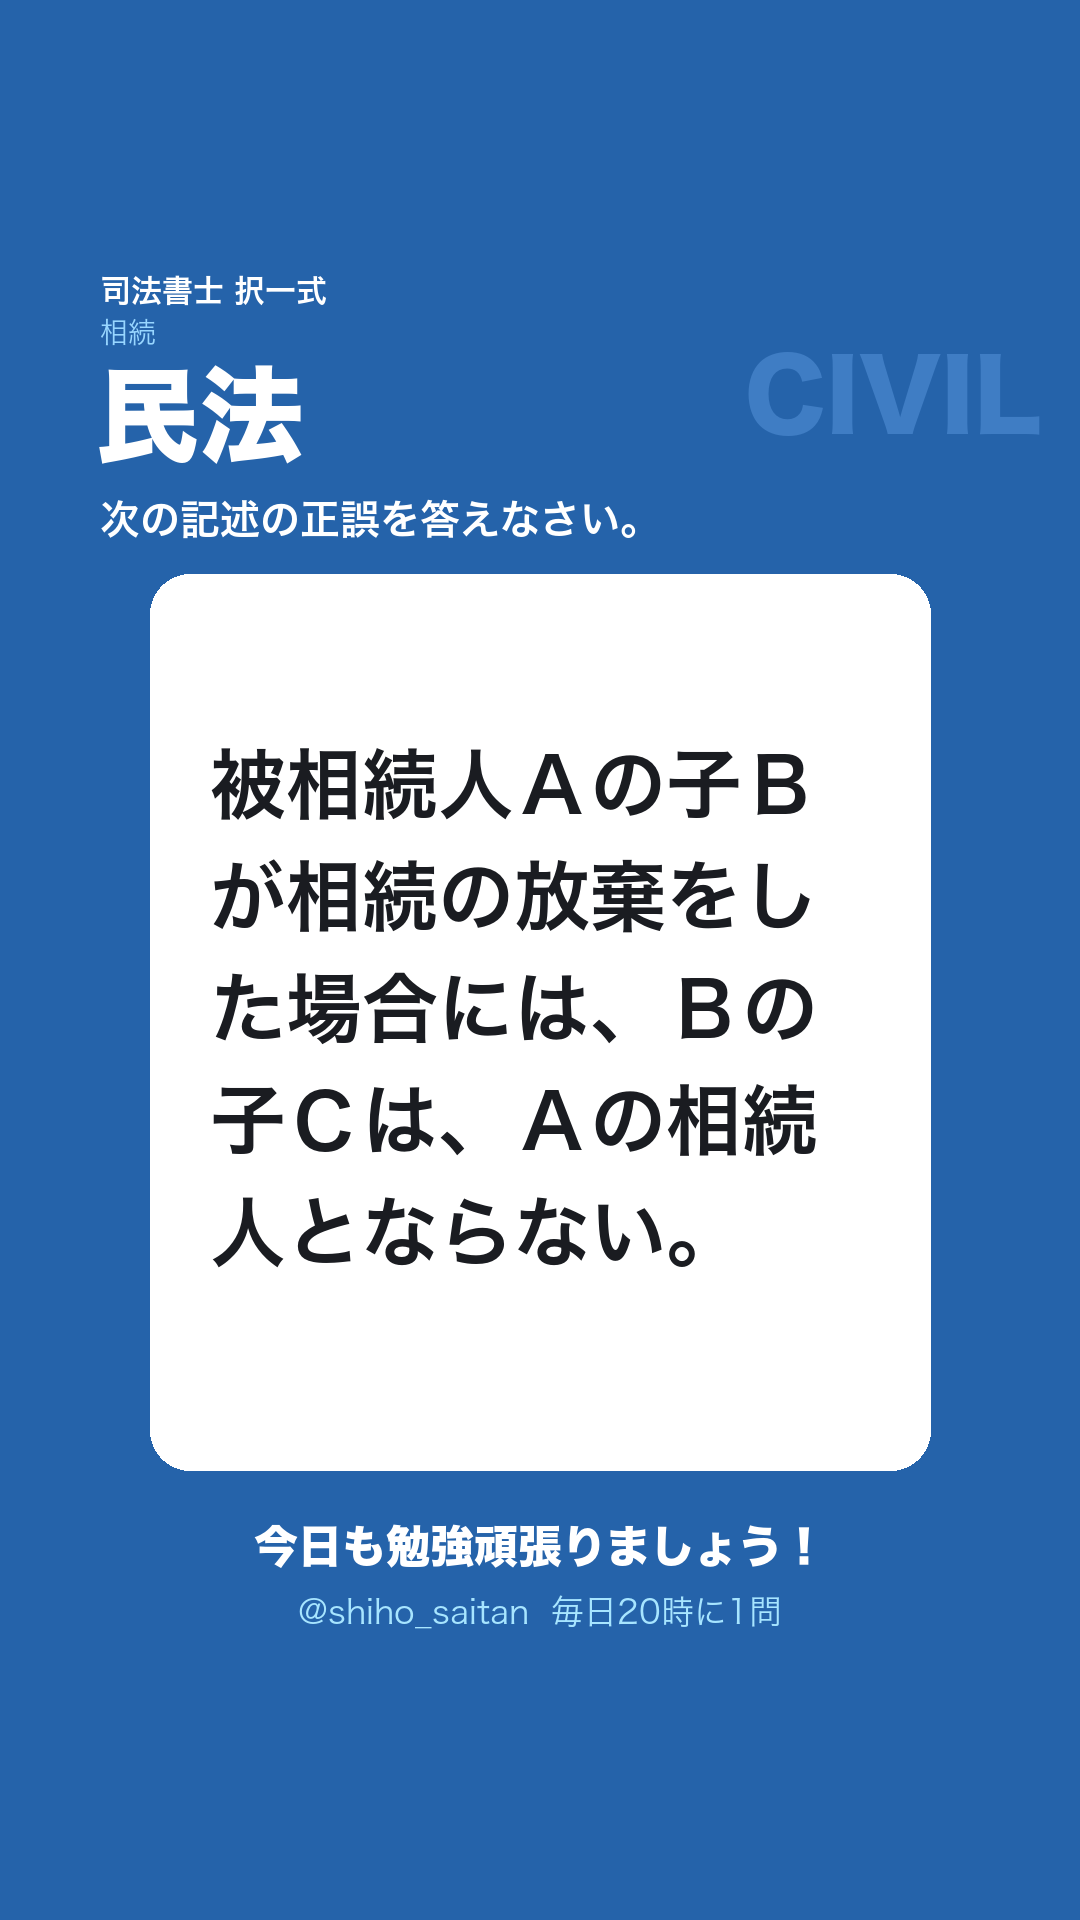 司法書士 択一式
相続
民法
CIVIL
次の記述の正誤を答えなさい。
被相続人Ａの子Ｂ
が相続の放棄をし
た場合には、Ｂの
子Ｃは、Ａの相続
人とならない。
今日も勉強頑張りましょう！
@shiho_saitan 毎日20時に1問